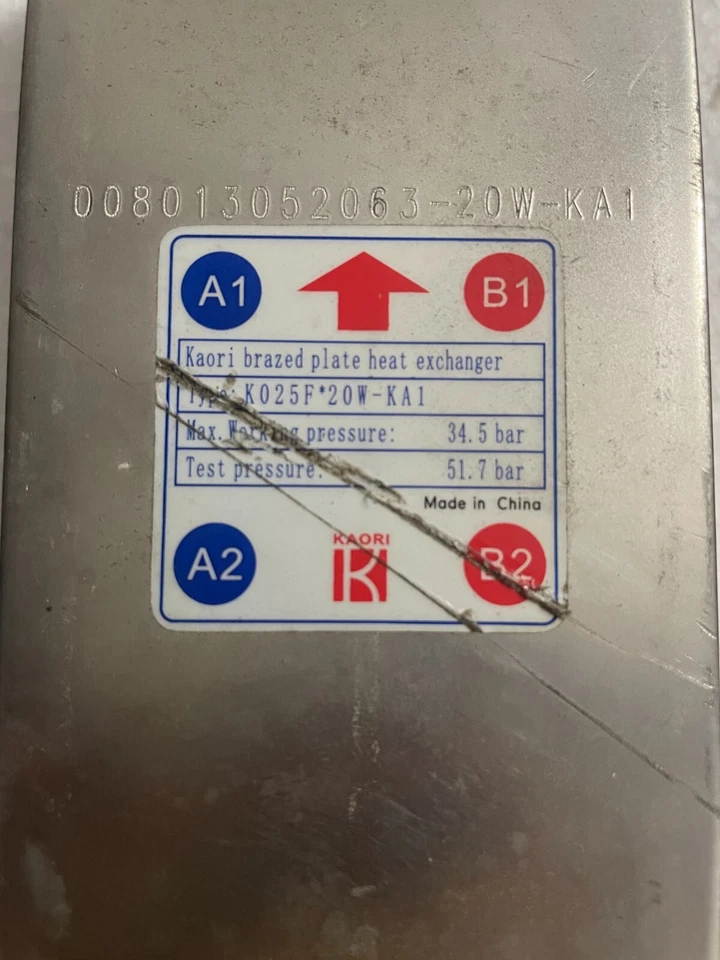 008013052063-20W-KA1
A1 B1
Kaori brazed plate heat exchanger
Type: K025F*20W-KA1
Max. Working pressure: 34.5 bar
Test pressure: 51.7 bar
Made in China
A2 KAORI B2